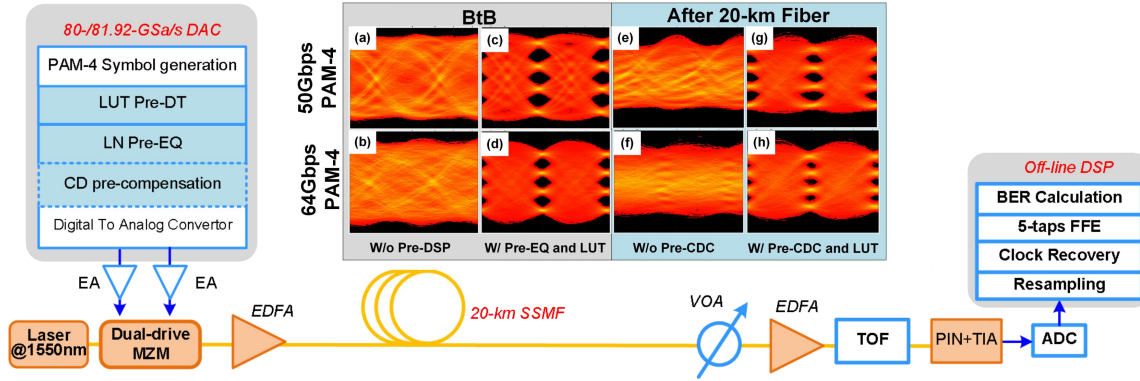 80-/81.92-GSa/s DAC
PAM-4 Symbol generation
LUT Pre-DT
LN Pre-EQ
CD pre-compensation
Digital To Analog Convertor
EA
EA
Laser
@1550nm
Dual-drive
MZM
EDFA
BtB
After 20-km Fiber
50Gbps
PAM-4
64Gbps
PAM-4
(a)
(c)
(e)
(g)
(b)
(d)
(f)
(h)
W/o Pre-DSP
W/ Pre-EQ and LUT
W/o Pre-CDC
W/ Pre-CDC and LUT
20-km SSMF
VOA
EDFA
TOF
PIN+TIA
ADC
Off-line DSP
BER Calculation
5-taps FFE
Clock Recovery
Resampling